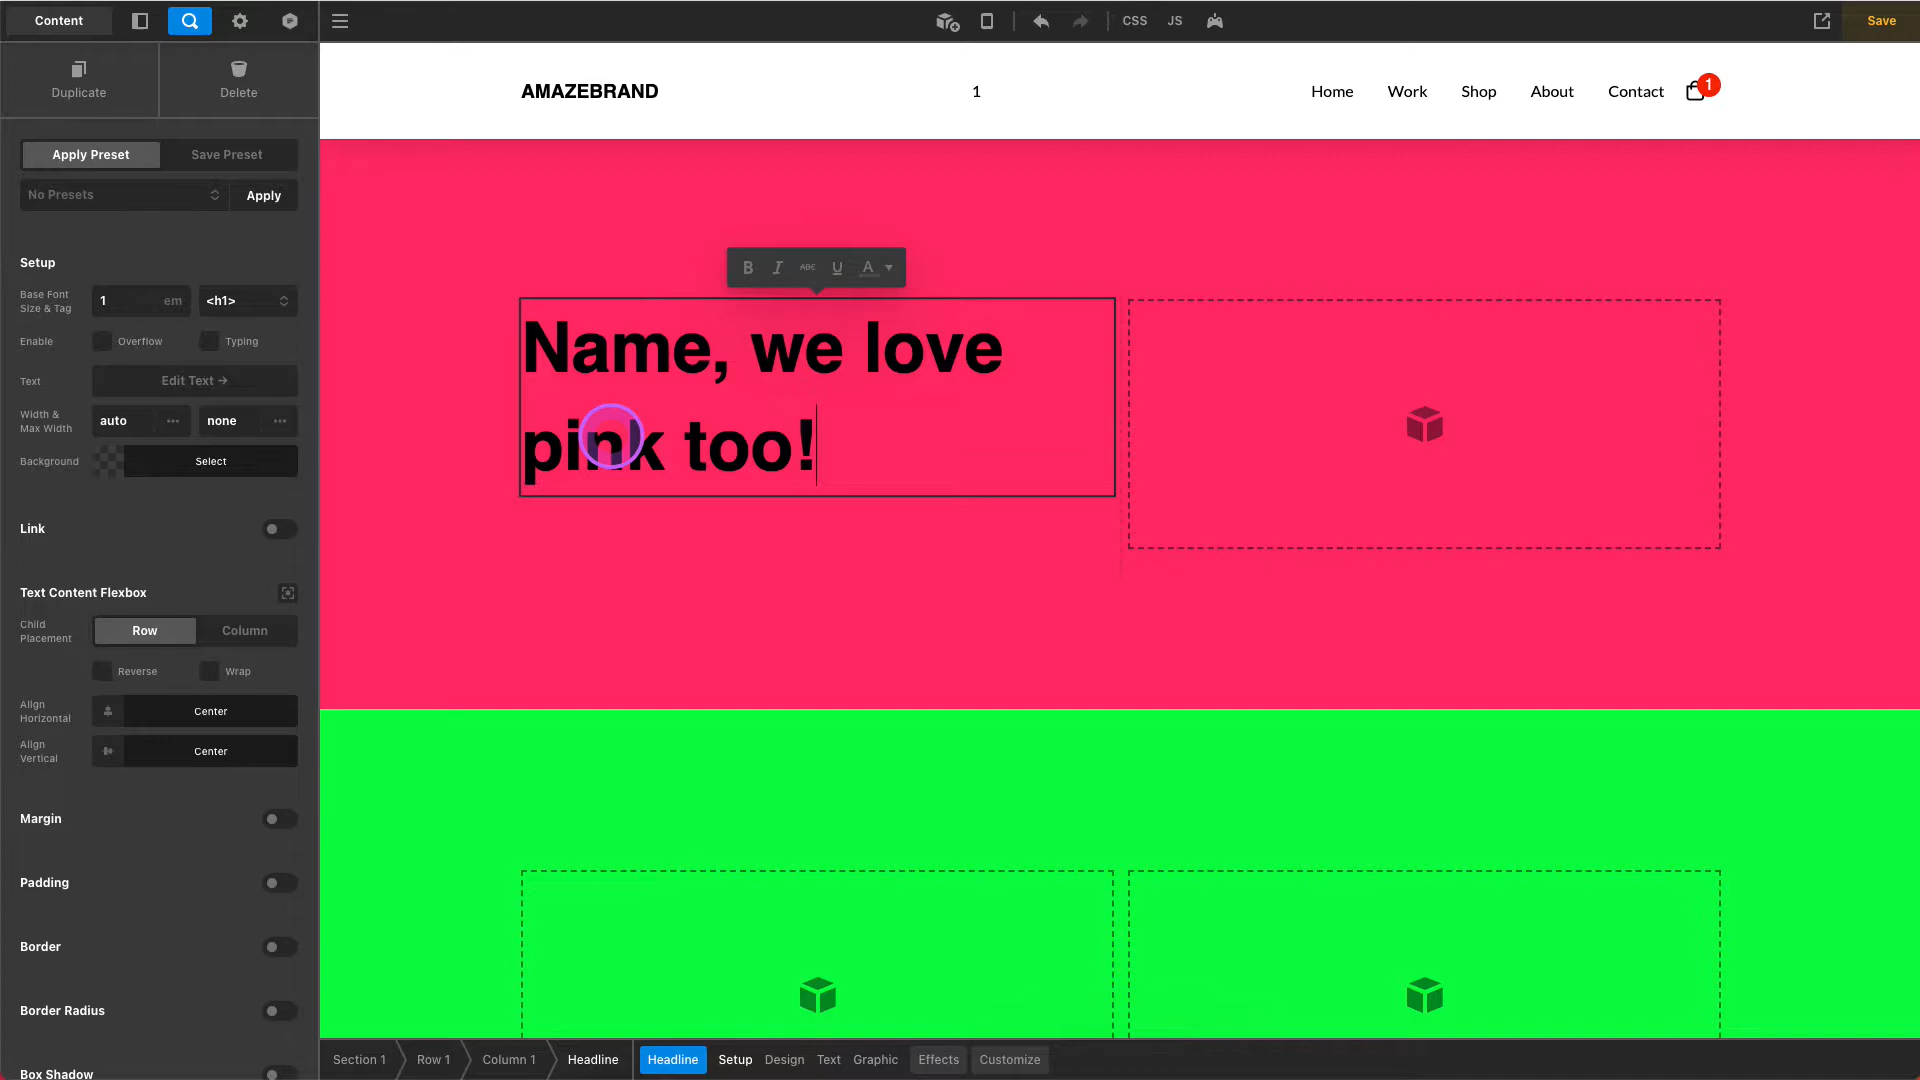 Content
CSS
JS
Save
Duplicate
Delete
AMAZEBRAND
1
Home
Work
Shop
About
Contact
1
Apply Preset
Save Preset
No Presets
Apply
Setup
Base Font
Size & Tag
1
em
<h1>
Enable
Overflow
Typing
Text
Edit Text →
Width &
Max Width
auto
none
Background
Select
Link
Text Content Flexbox
Child
Placement
Row
Column
Reverse
Wrap
Align
Horizontal
Center
Align
Vertical
Center
Margin
Padding
Border
Border Radius
Box Shadow
B I ABC U A
Name, we love
pink too!
Section 1
Row 1
Column 1
Headline
Headline
Setup
Design
Text
Graphic
Effects
Customize